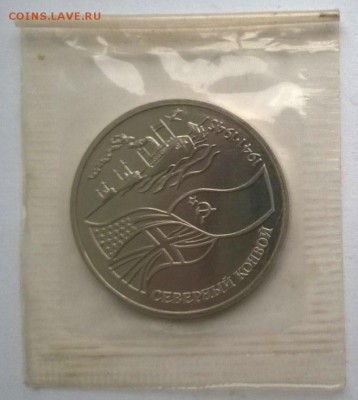 COINS.LAVE.RU
1941·1945
СЕВЕРНЫЙ КОНВОЙ